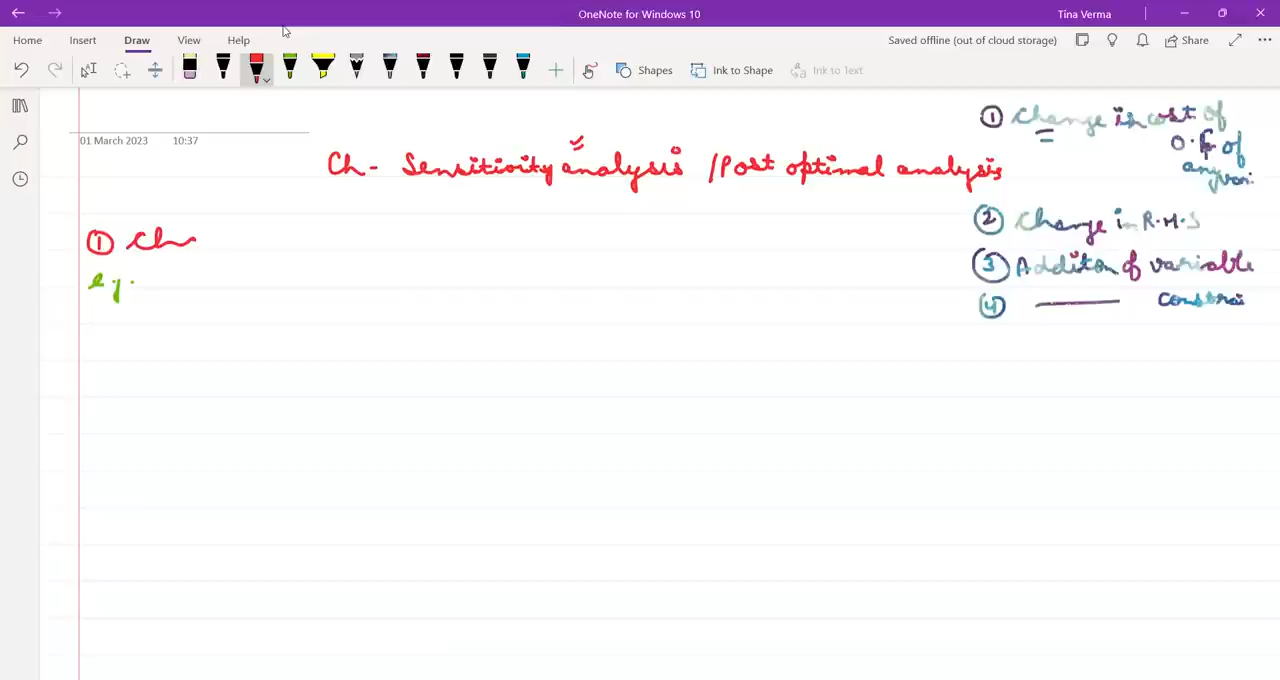 OneNote for Windows 10
Tina Verma
Home Insert Draw View Help
Saved offline (out of cloud storage)
Share
Shapes
Ink to Shape
Ink to Text
01 March 2023 10:37
Ch- Sensitivity analysis /Post optimal analysis
① Change in cost of
O.F of
any vari.
② Change in R.H.S
③ Additon of variable
④ —— Constrai
① Ch
e.g.